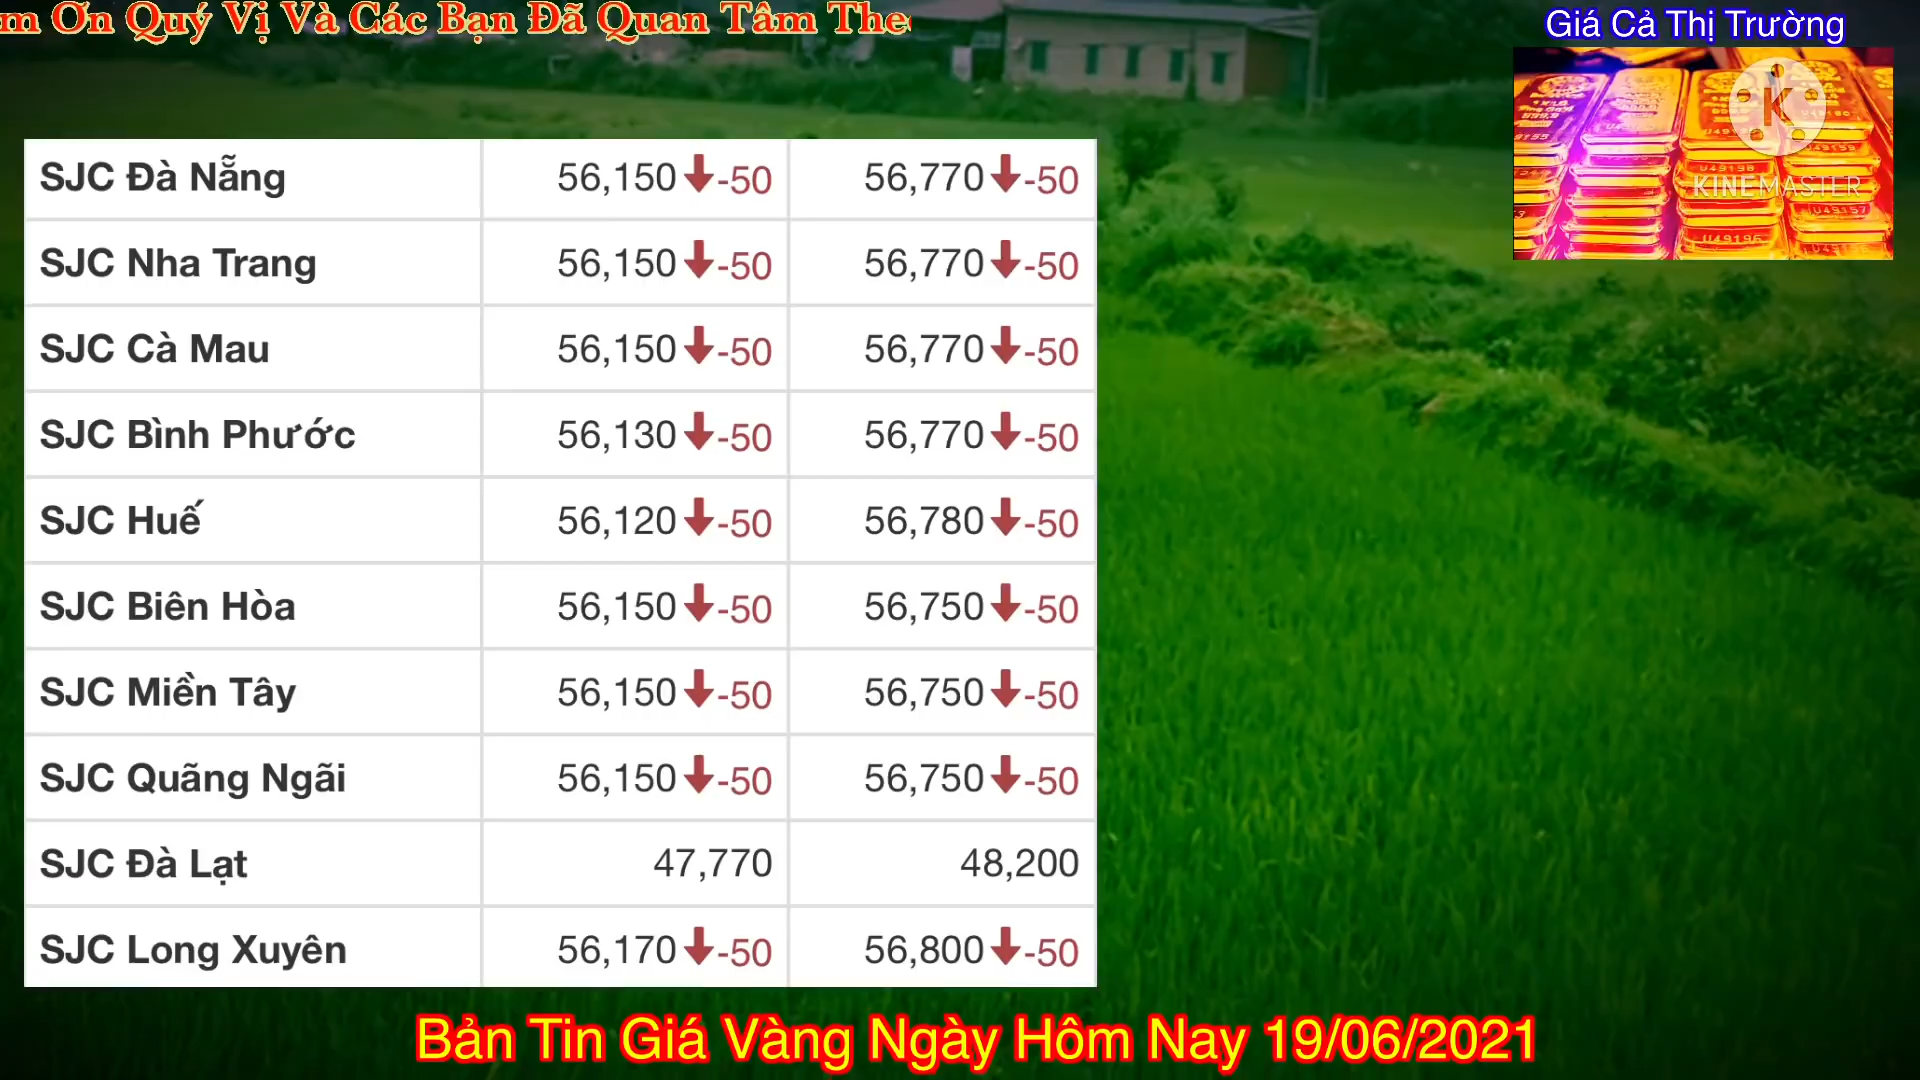 m Ơn Quý Vị Và Các Bạn Đã Quan Tâm The
Giá Cả Thị Trường
KINEMASTER
SJC Đà Nẵng 56,150 -50 56,770 -50
SJC Nha Trang 56,150 -50 56,770 -50
SJC Cà Mau 56,150 -50 56,770 -50
SJC Bình Phước 56,130 -50 56,770 -50
SJC Huế 56,120 -50 56,780 -50
SJC Biên Hòa 56,150 -50 56,750 -50
SJC Miền Tây 56,150 -50 56,750 -50
SJC Quãng Ngãi 56,150 -50 56,750 -50
SJC Đà Lạt 47,770 48,200
SJC Long Xuyên 56,170 -50 56,800 -50
Bản Tin Giá Vàng Ngày Hôm Nay 19/06/2021